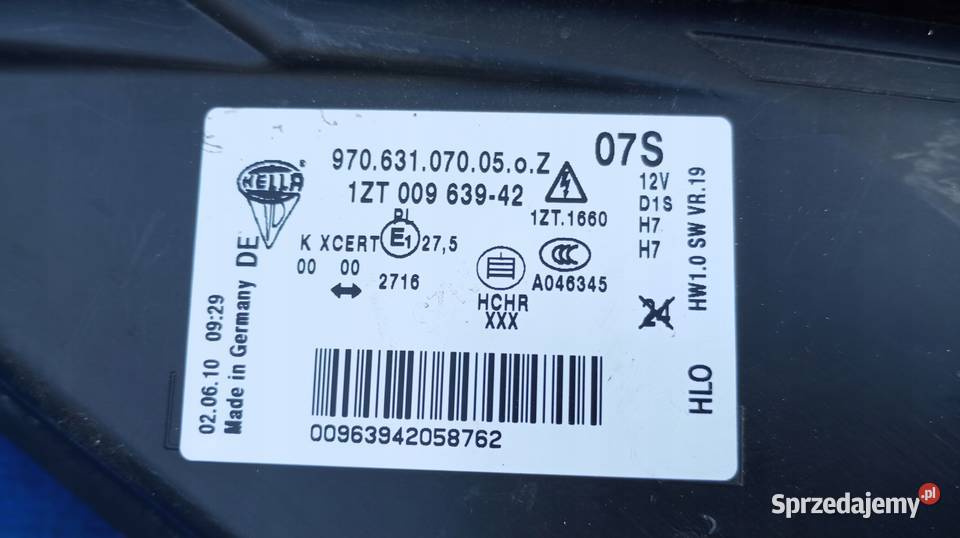 970.631.070.05.o.Z
07S
HELLA
1ZT 009 639-42
1ZT.1660
12V
D1S
H7
H7
PL
K XCERT E1 27,5
00 00
2716
CCC
A046345
HCHR
XXX
24
HW1.0 SW VR.19
HLO
02.06.10 09:29
Made in Germany DE
00963942058762
Sprzedajemy.pl